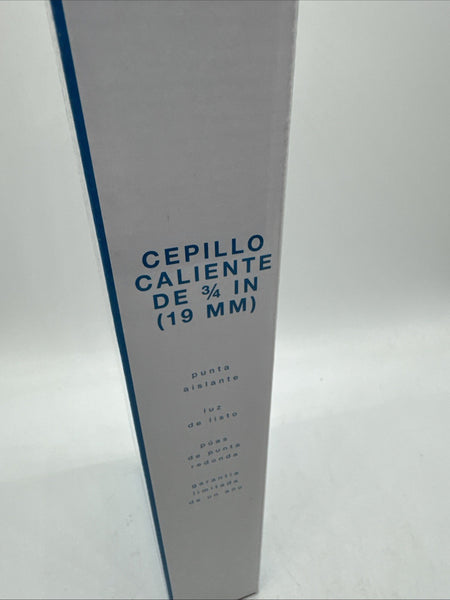 CEPILLO
CALIENTE
DE ¾ IN
(19 MM)
punta
aislante
luz
de listo
púas
de punta
redonda
garantía
limitada
de un año